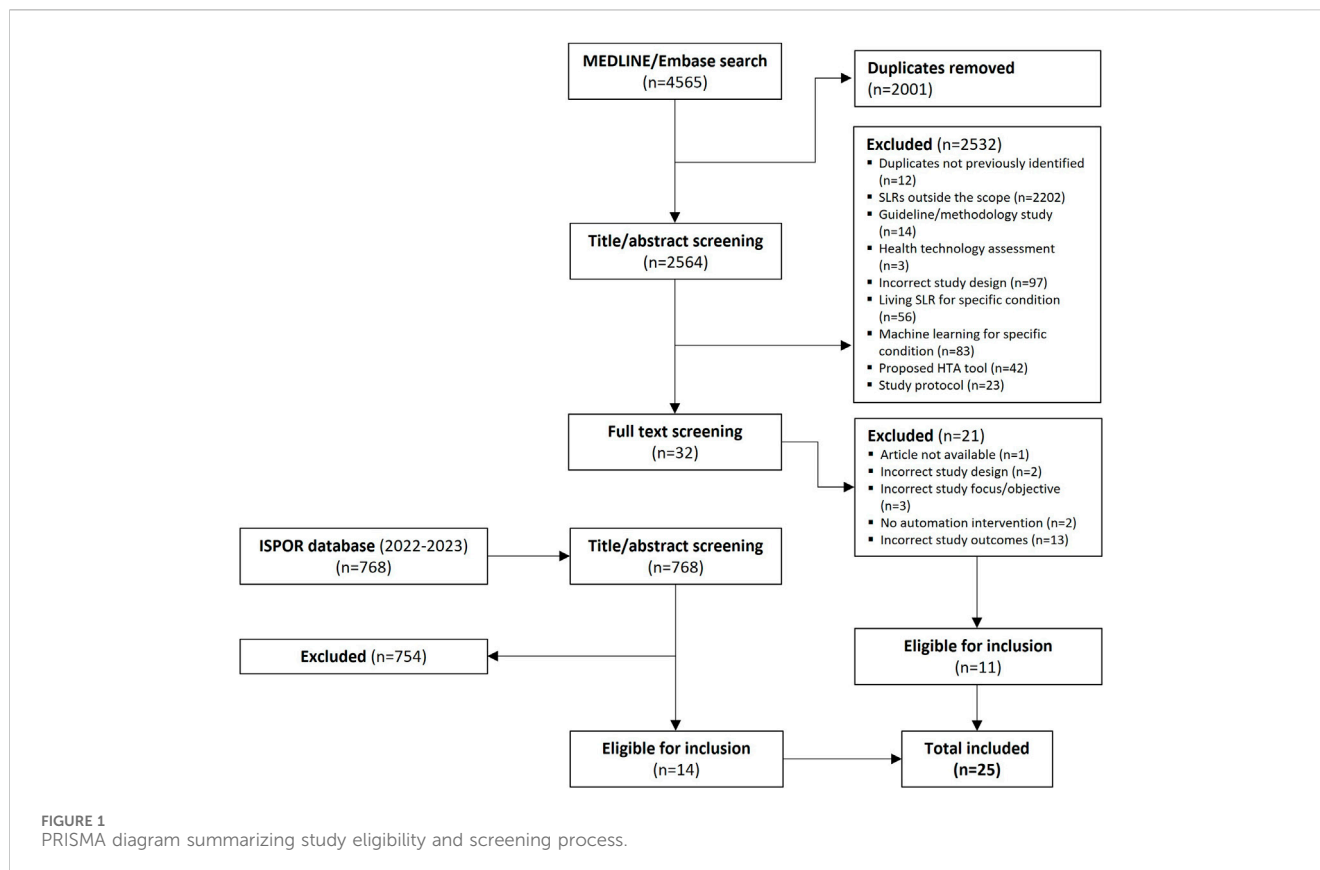 MEDLINE/Embase search
(n=4565)
Duplicates removed
(n=2001)
Excluded (n=2532)
▪ Duplicates not previously identified
(n=12)
▪ SLRs outside the scope (n=2202)
▪ Guideline/methodology study
(n=14)
▪ Health technology assessment
(n=3)
▪ Incorrect study design (n=97)
▪ Living SLR for specific condition
(n=56)
▪ Machine learning for specific
condition (n=83)
▪ Proposed HTA tool (n=42)
▪ Study protocol (n=23)
Title/abstract screening
(n=2564)
Full text screening
(n=32)
Excluded (n=21)
▪ Article not available (n=1)
▪ Incorrect study design (n=2)
▪ Incorrect study focus/objective
(n=3)
▪ No automation intervention (n=2)
▪ Incorrect study outcomes (n=13)
ISPOR database (2022-2023)
(n=768)
Title/abstract screening
(n=768)
Excluded (n=754)
Eligible for inclusion
(n=11)
Eligible for inclusion
(n=14)
Total included
(n=25)
FIGURE 1
PRISMA diagram summarizing study eligibility and screening process.